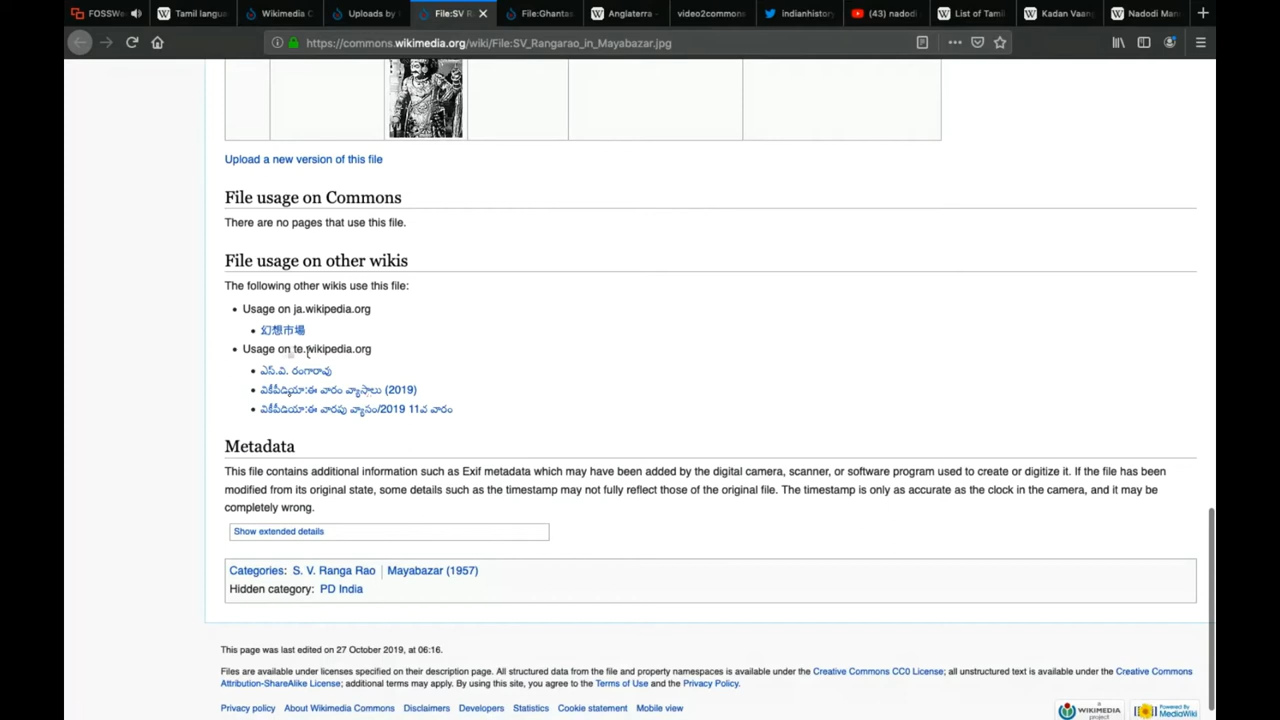 FOSSWe
Tamil langua
Wikimedia C
Uploads by
File:SV R
File:Ghantas
Anglaterra -
video2commons
indianhistory
(43) nadodi
List of Tamil
Kadan Vaang
Nadodi Mann
https://commons.wikimedia.org/wiki/File:SV_Rangarao_in_Mayabazar.jpg
Upload a new version of this file
File usage on Commons
There are no pages that use this file.
File usage on other wikis
The following other wikis use this file:
Usage on ja.wikipedia.org
幻想市場
Usage on te.wikipedia.org
ఎస్.వి. రంగారావు
వికీపీడియా:ఈ వారం వ్యాసాలు (2019)
వికీపీడియా:ఈ వారపు వ్యాసం/2019 11వ వారం
Metadata
This file contains additional information such as Exif metadata which may have been added by the digital camera, scanner, or software program used to create or digitize it. If the file has been
modified from its original state, some details such as the timestamp may not fully reflect those of the original file. The timestamp is only as accurate as the clock in the camera, and it may be
completely wrong.
Show extended details
Categories: S. V. Ranga Rao | Mayabazar (1957)
Hidden category: PD India
This page was last edited on 27 October 2019, at 06:16.
Files are available under licenses specified on their description page. All structured data from the file and property namespaces is available under the Creative Commons CC0 License; all unstructured text is available under the Creative Commons
Attribution-ShareAlike License; additional terms may apply. By using this site, you agree to the Terms of Use and the Privacy Policy.
Privacy policy About Wikimedia Commons Disclaimers Developers Statistics Cookie statement Mobile view
WIKIMEDIA
project
Powered By
MediaWiki